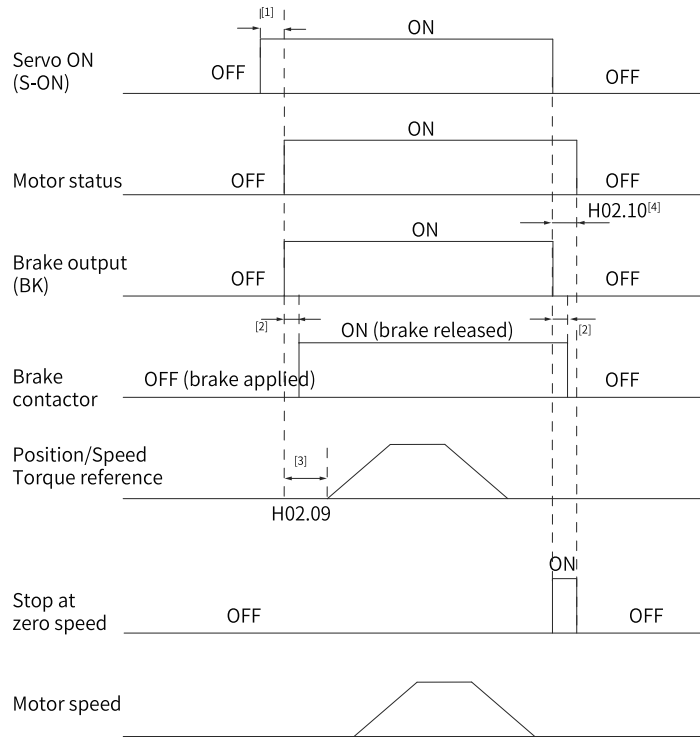 [1]
ON
Servo ON
(S-ON)
OFF
OFF
ON
Motor status
OFF
OFF
H02.10[4]
ON
Brake output
(BK)
OFF
OFF
[2]
ON (brake released)
[2]
Brake
contactor
OFF (brake applied)
OFF
Position/Speed
Torque reference
[3]
H02.09
ON
Stop at
zero speed
OFF
OFF
Motor speed